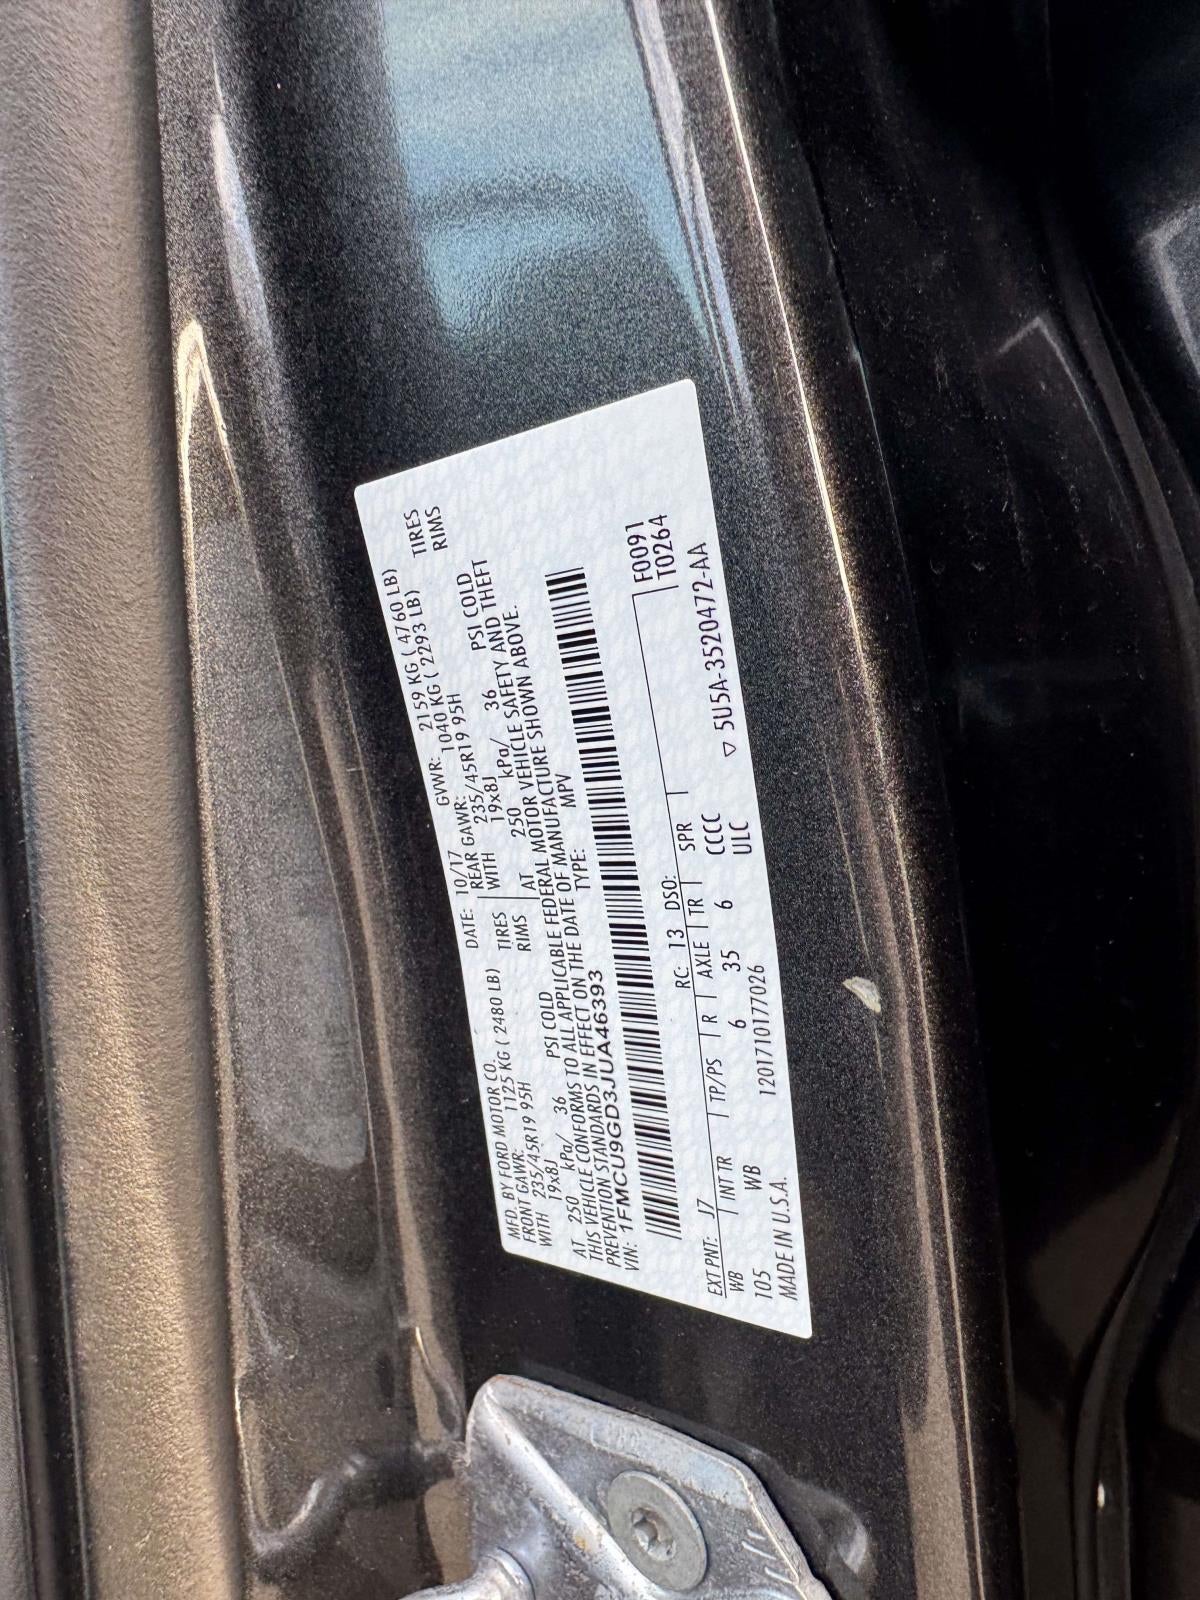 MFD. BY FORD MOTOR CO. DATE: 10/17 GVWR: 2159 KG ( 4760 LB)
FRONT GAWR: 1125 KG ( 2480 LB) REAR GAWR: 1040 KG ( 2293 LB)
WITH 235/45R19 95H TIRES WITH 235/45R19 95H TIRES
19x8J RIMS 19x8J RIMS
AT 250 kPa/ 36 PSI COLD AT 250 kPa/ 36 PSI COLD
THIS VEHICLE CONFORMS TO ALL APPLICABLE FEDERAL MOTOR VEHICLE SAFETY AND THEFT
PREVENTION STANDARDS IN EFFECT ON THE DATE OF MANUFACTURE SHOWN ABOVE.
VIN: 1FMCU9GD3JUA46393 TYPE: MPV
F0091
EXT PNT: J7 RC: 13 DSO: T0264
WB INT TR TP/PS R AXLE TR SPR
105 WB 6 35 6 CCCC
MADE IN U.S.A. 120171017026 ULC ▽ 5U5A-3520472-AA